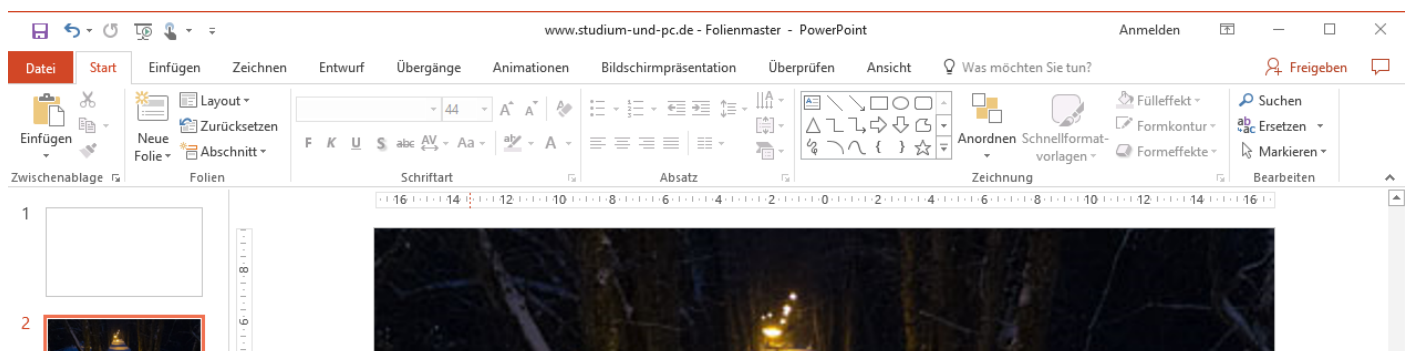 www.studium-und-pc.de - Folienmaster - PowerPoint Anmelden
Datei Start Einfügen Zeichnen Entwurf Übergänge Animationen Bildschirmpräsentation Überprüfen Ansicht Was möchten Sie tun? Freigeben
Einfügen
Neue
Folie
Layout
Zurücksetzen
Abschnitt
44 A A A
F K U S abc AV Aa ab A
Anordnen
Schnellformat-
vorlagen
Fülleffekt
Formkontur
Formeffekte
Suchen
Ersetzen
Markieren
Zwischenablage Folien Schriftart Absatz Zeichnung Bearbeiten
16 14 12 10 8 6 4 2 0 2 4 6 8 10 12 14 16
1
8
2
6